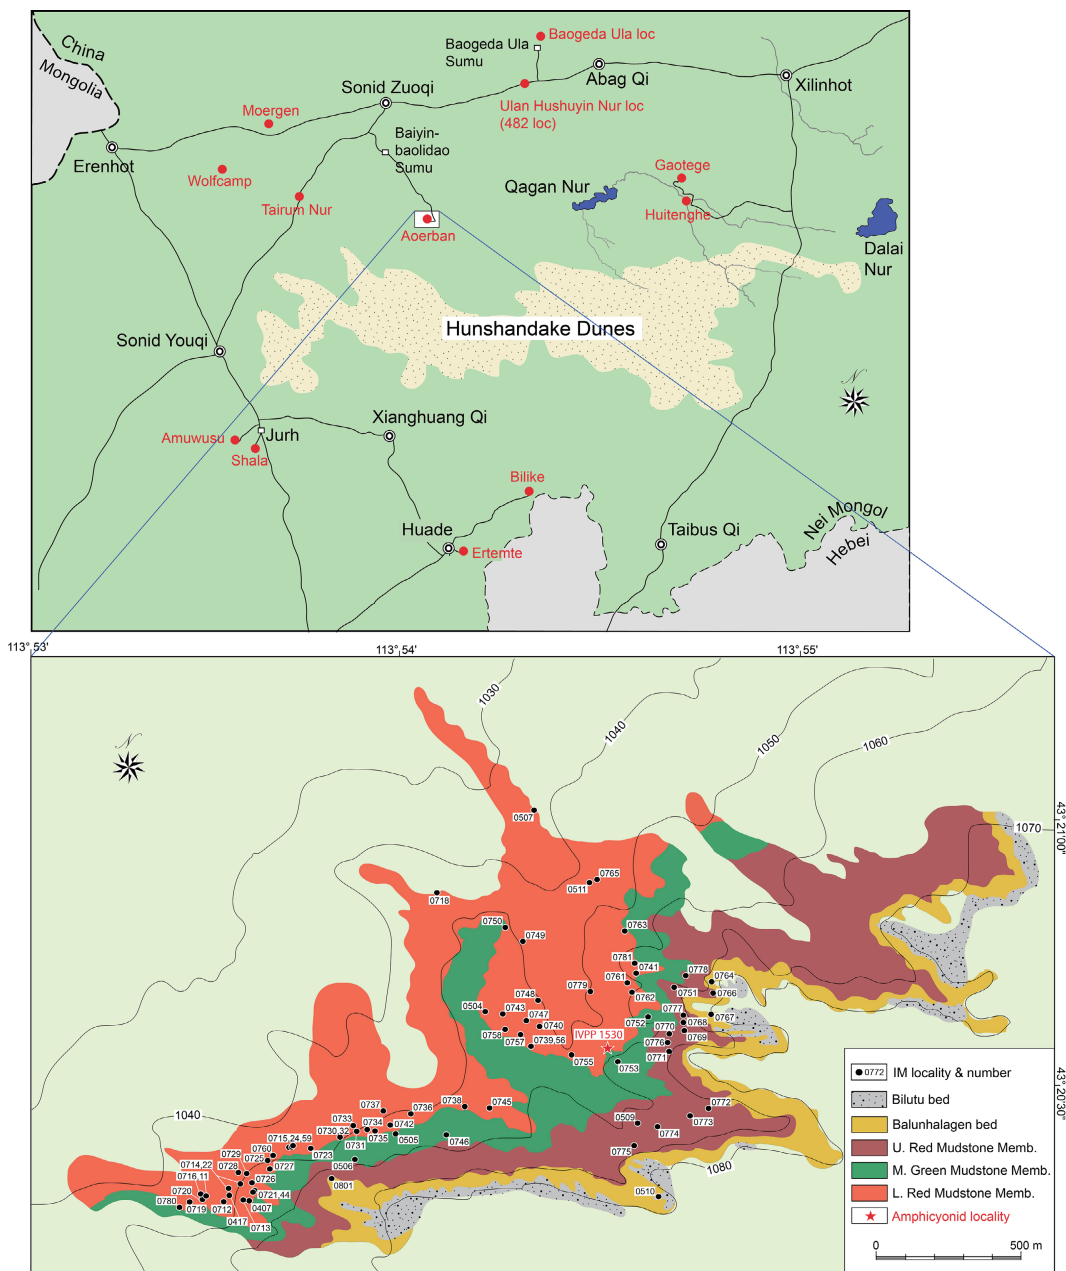 China
Mongolia
Erenhot
Moergen
Wolfcamp
Tairum Nur
Sonid Zuoqi
Baiyin-
baolidao
Sumu
Aoerban
Baogeda Ula
Sumu
Baogeda Ula loc
Ulan Hushuyin Nur loc
(482 loc)
Abag Qi
Xilinhot
Gaotege
Huitenghe
Qagan Nur
Dalai
Nur
Hunshandake Dunes
N
Sonid Youqi
Amuwusu
Shala
Jurh
Xianghuang Qi
Bilike
Huade
Ertemte
Taibus Qi
Nei Mongol
Hebei
113° 53'
113° 54'
113° 55'
43° 21'00"
43° 20'30"
N
1030
1040
1050
1060
1070
1040
1080
0507
0765
0511
0718
0750
0749
0763
0781
0741
0761
0762
0779
0778
0764
0751
0766
0748
0504
0743
0747
0740
0758
0757
0739,56
IVPP 1530
0752
0777
0767
0770
0768
0776
0769
0771
0755
0753
0738
0745
0737
0736
0733
0734
0742
0730,32
0735
0505
0731
0746
0509
0772
0773
0774
0775
0715,24,59
0760
0729
0725
0723
0727
0506
0714,22
0728
0716,11
0726
0801
0720
0721,44
0780
0719
0712
0407
0417
0713
0510
0772 IM locality & number
Bilutu bed
Balunhalagen bed
U. Red Mudstone Memb.
M. Green Mudstone Memb.
L. Red Mudstone Memb.
Amphicyonid locality
0 500 m